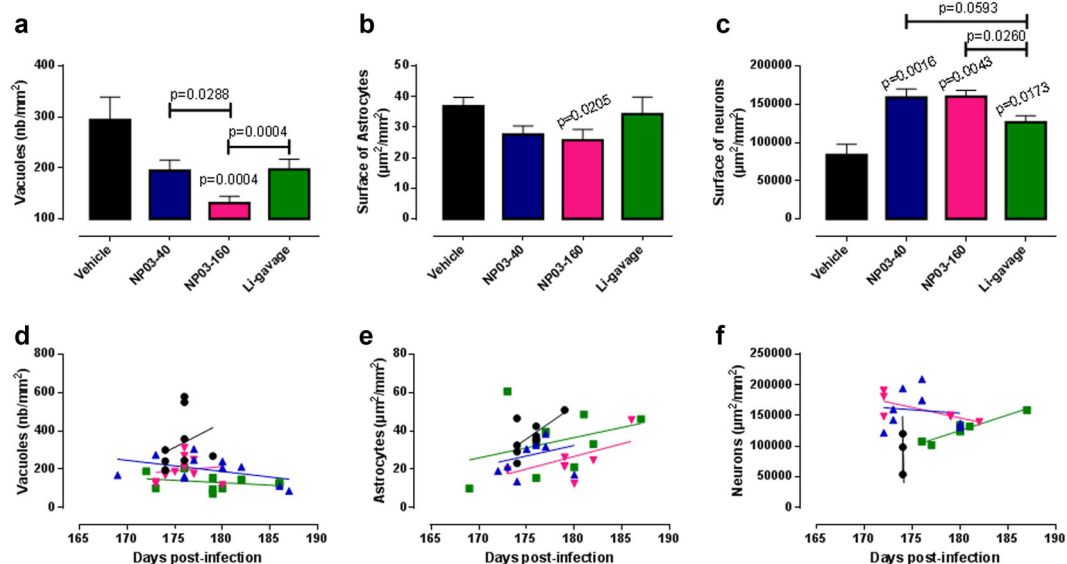 a
Vacuoles (nb/mm²)
400
300
200
100
p=0.0288
p=0.0004
p=0.0004
Vehicle
NP03-40
NP03-160
Li-gavage
b
Surface of Astrocytes
(µm²/mm²)
50
40
30
20
10
0
p=0.0205
Vehicle
NP03-40
NP03-160
Li-gavage
c
Surface of neurons
(µm²/mm²)
200000
150000
100000
50000
0
p=0.0593
p=0.0260
p=0.0016
p=0.0043
p=0.0173
Vehicle
NP03-40
NP03-160
Li-gavage
d
Vacuoles (nb/mm²)
800
600
400
200
0
165 170 175 180 185 190
Days post-infection
e
Astrocytes (µm²/mm²)
80
60
40
20
0
165 170 175 180 185 190
Days post-infection
f
Neurons (µm²/mm²)
250000
200000
150000
100000
50000
0
165 170 175 180 185 190
Days post-infection